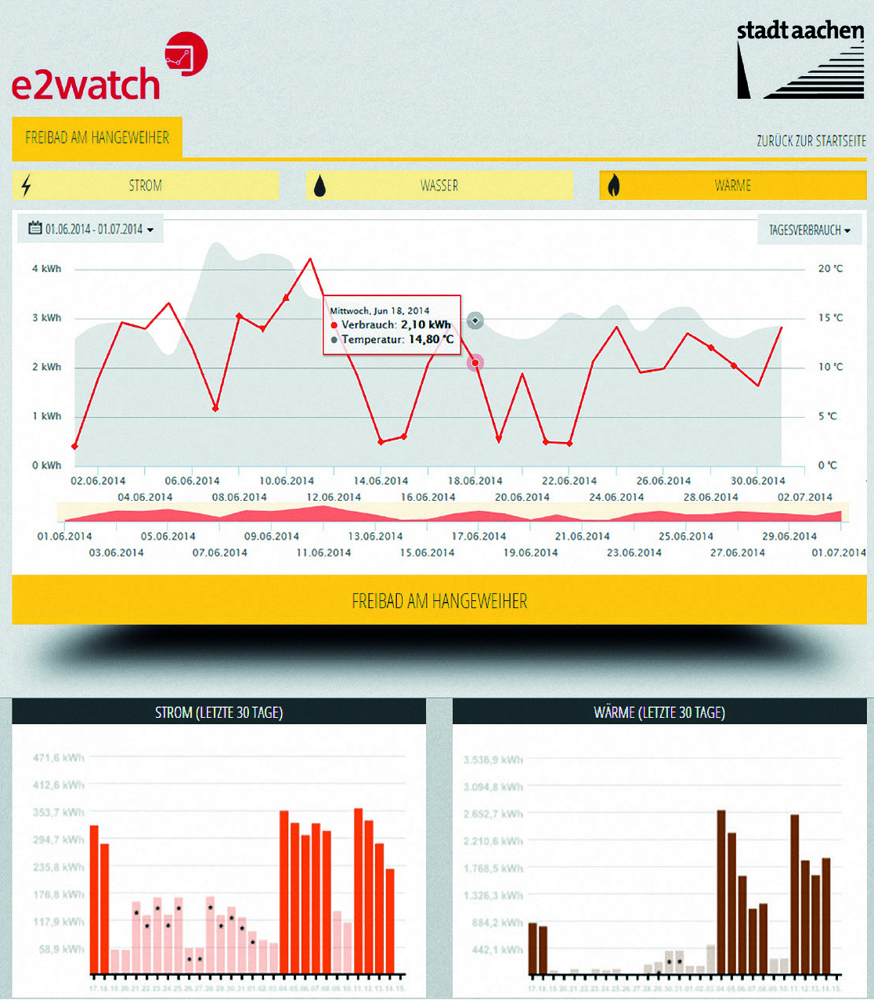 e2watch
stadt aachen
FREIBAD AM HANGEWEIHER
ZURÜCK ZUR STARTSEITE
STROM
WASSER
WÄRME
01.06.2014 - 01.07.2014
TAGESVERBRAUCH
4 kWh
20 °C
3 kWh
15 °C
2 kWh
10 °C
1 kWh
5 °C
0 kWh
0 °C
Mittwoch, Jun 18, 2014
Verbrauch: 2,10 kWh
Temperatur: 14,80 °C
02.06.2014 06.06.2014 10.06.2014 14.06.2014 18.06.2014 22.06.2014 26.06.2014 30.06.2014
04.06.2014 08.06.2014 12.06.2014 16.06.2014 20.06.2014 24.06.2014 28.06.2014 02.07.2014
01.06.2014 05.06.2014 09.06.2014 13.06.2014 17.06.2014 21.06.2014 25.06.2014 29.06.2014
03.06.2014 07.06.2014 11.06.2014 15.06.2014 19.06.2014 23.06.2014 27.06.2014 01.07.2014
FREIBAD AM HANGEWEIHER
STROM (LETZTE 30 TAGE)
471,6 kWh
412,6 kWh
353,7 kWh
294,7 kWh
235,8 kWh
176,8 kWh
117,9 kWh
58,9 kWh
17. 18. 19. 20. 21. 22. 23. 24. 25. 26. 27. 28. 29. 30. 31. 01. 02. 03. 04. 05. 06. 07. 08. 09. 10. 11. 12. 13. 14. 15.
WÄRME (LETZTE 30 TAGE)
3.536,9 kWh
3.094,8 kWh
2.652,7 kWh
2.210,6 kWh
1.768,5 kWh
1.326,3 kWh
884,2 kWh
442,1 kWh
17. 18. 19. 20. 21. 22. 23. 24. 25. 26. 27. 28. 29. 30. 31. 01. 02. 03. 04. 05. 06. 07. 08. 09. 10. 11. 12. 13. 14. 15.